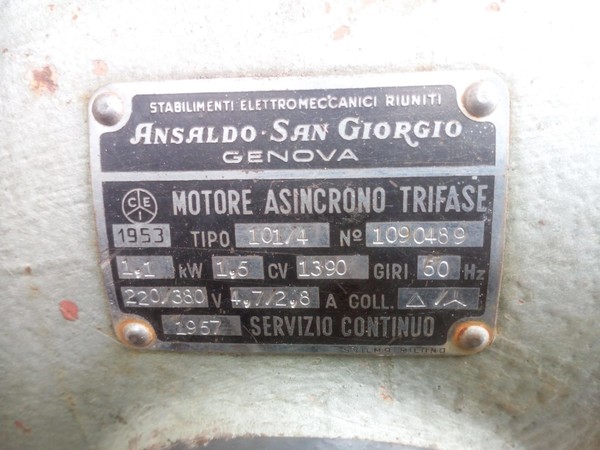 STABILIMENTI ELETTROMECCANICI RIUNITI
ANSALDO·SAN GIORGIO
GENOVA
CEI MOTORE ASINCRONO TRIFASE
1953 TIPO 101/4 Nº 1090489
1,1 kW 1,5 CV 1390 GIRI 50 Hz
220/380 V 4,7/2,8 A COLL. △/Y
1957 SERVIZIO CONTINUO